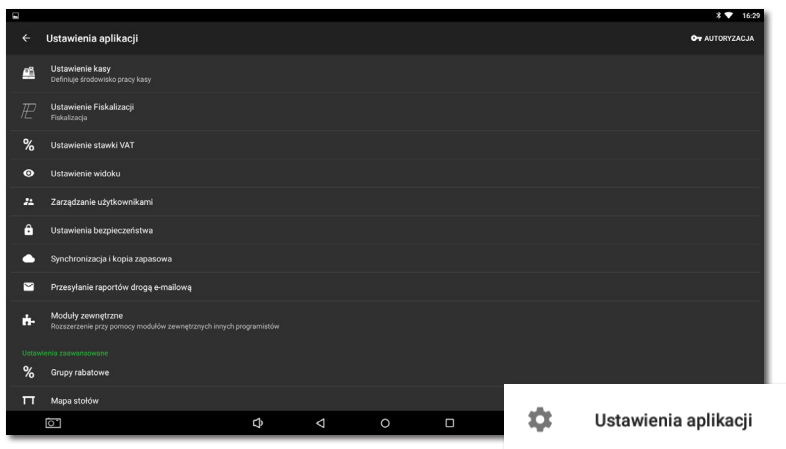 16:29
Ustawienia aplikacji
AUTORYZACJA
Ustawienie kasy
Definiuje środowisko pracy kasy
Ustawienie Fiskalizacji
Fiskalizacja
Ustawienie stawki VAT
Ustawienie widoku
Zarządzanie użytkownikami
Ustawienia bezpieczeństwa
Synchronizacja i kopia zapasowa
Przesyłanie raportów drogą e-mailową
Moduły zewnętrzne
Rozszerzenie przy pomocy modułów zewnętrznych innych programistów
Ustawienia zaawansowane
Grupy rabatowe
Mapa stołów
Ustawienia aplikacji